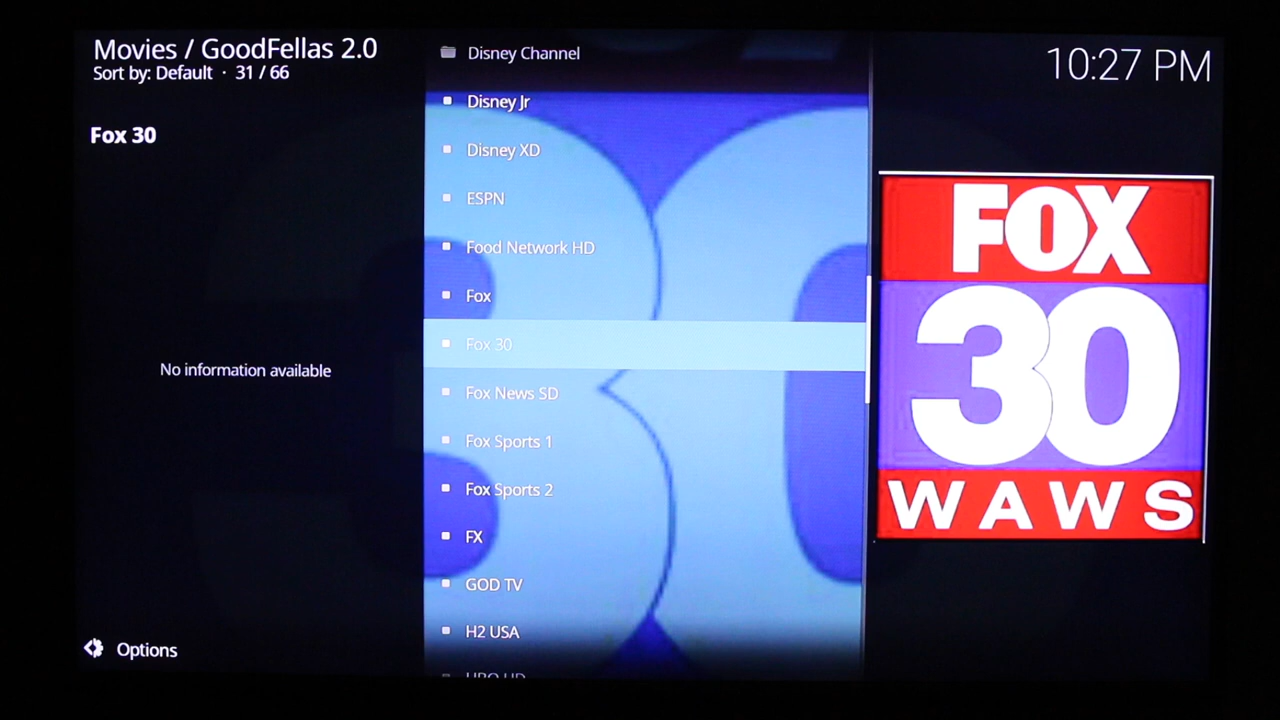 Movies / GoodFellas 2.0
Sort by: Default · 31 / 66
Fox 30
No information available
Options
Disney Channel
Disney Jr
Disney XD
ESPN
Food Network HD
Fox
Fox 30
Fox News SD
Fox Sports 1
Fox Sports 2
FX
GOD TV
H2 USA
HBO HD
10:27 PM
FOX
30
WAWS